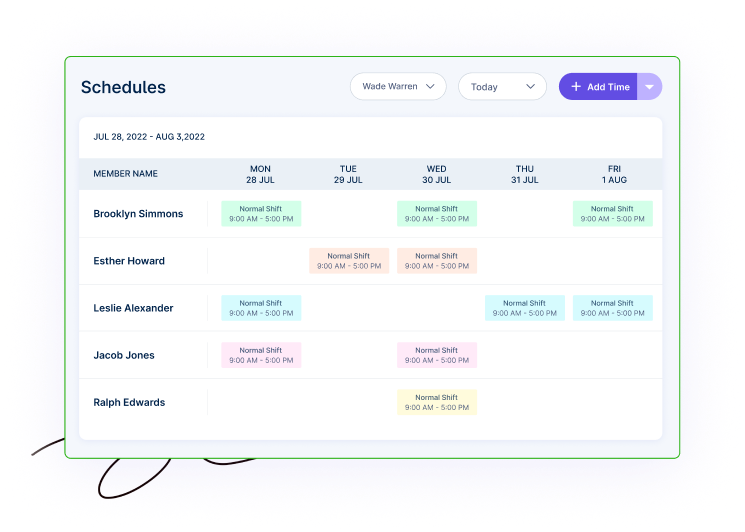 Schedules
Wade Warren
Today
+ Add Time
JUL 28, 2022 - AUG 3,2022
MEMBER NAME MON TUE WED THU FRI
28 JUL 29 JUL 30 JUL 31 JUL 1 AUG
Brooklyn Simmons
Normal Shift Normal Shift Normal Shift
9:00 AM - 5:00 PM 9:00 AM - 5:00 PM 9:00 AM - 5:00 PM
Esther Howard
Normal Shift Normal Shift
9:00 AM - 5:00 PM 9:00 AM - 5:00 PM
Leslie Alexander
Normal Shift Normal Shift Normal Shift
9:00 AM - 5:00 PM 9:00 AM - 5:00 PM 9:00 AM - 5:00 PM
Jacob Jones
Normal Shift Normal Shift
9:00 AM - 5:00 PM 9:00 AM - 5:00 PM
Ralph Edwards
Normal Shift
9:00 AM - 5:00 PM